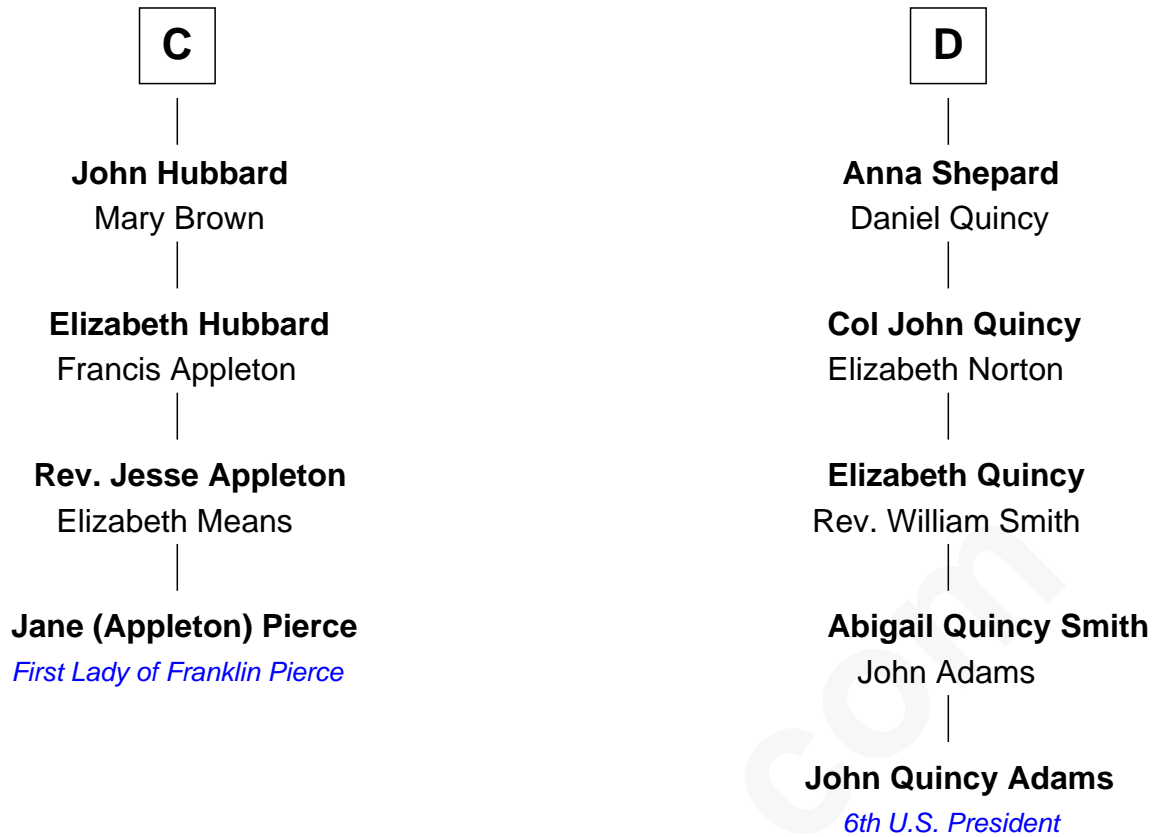 C
John Hubbard
Mary Brown
Elizabeth Hubbard
Francis Appleton
Rev. Jesse Appleton
Elizabeth Means
Jane (Appleton) Pierce
First Lady of Franklin Pierce
D
Anna Shepard
Daniel Quincy
Col John Quincy
Elizabeth Norton
Elizabeth Quincy
Rev. William Smith
Abigail Quincy Smith
John Adams
John Quincy Adams
6th U.S. President
com